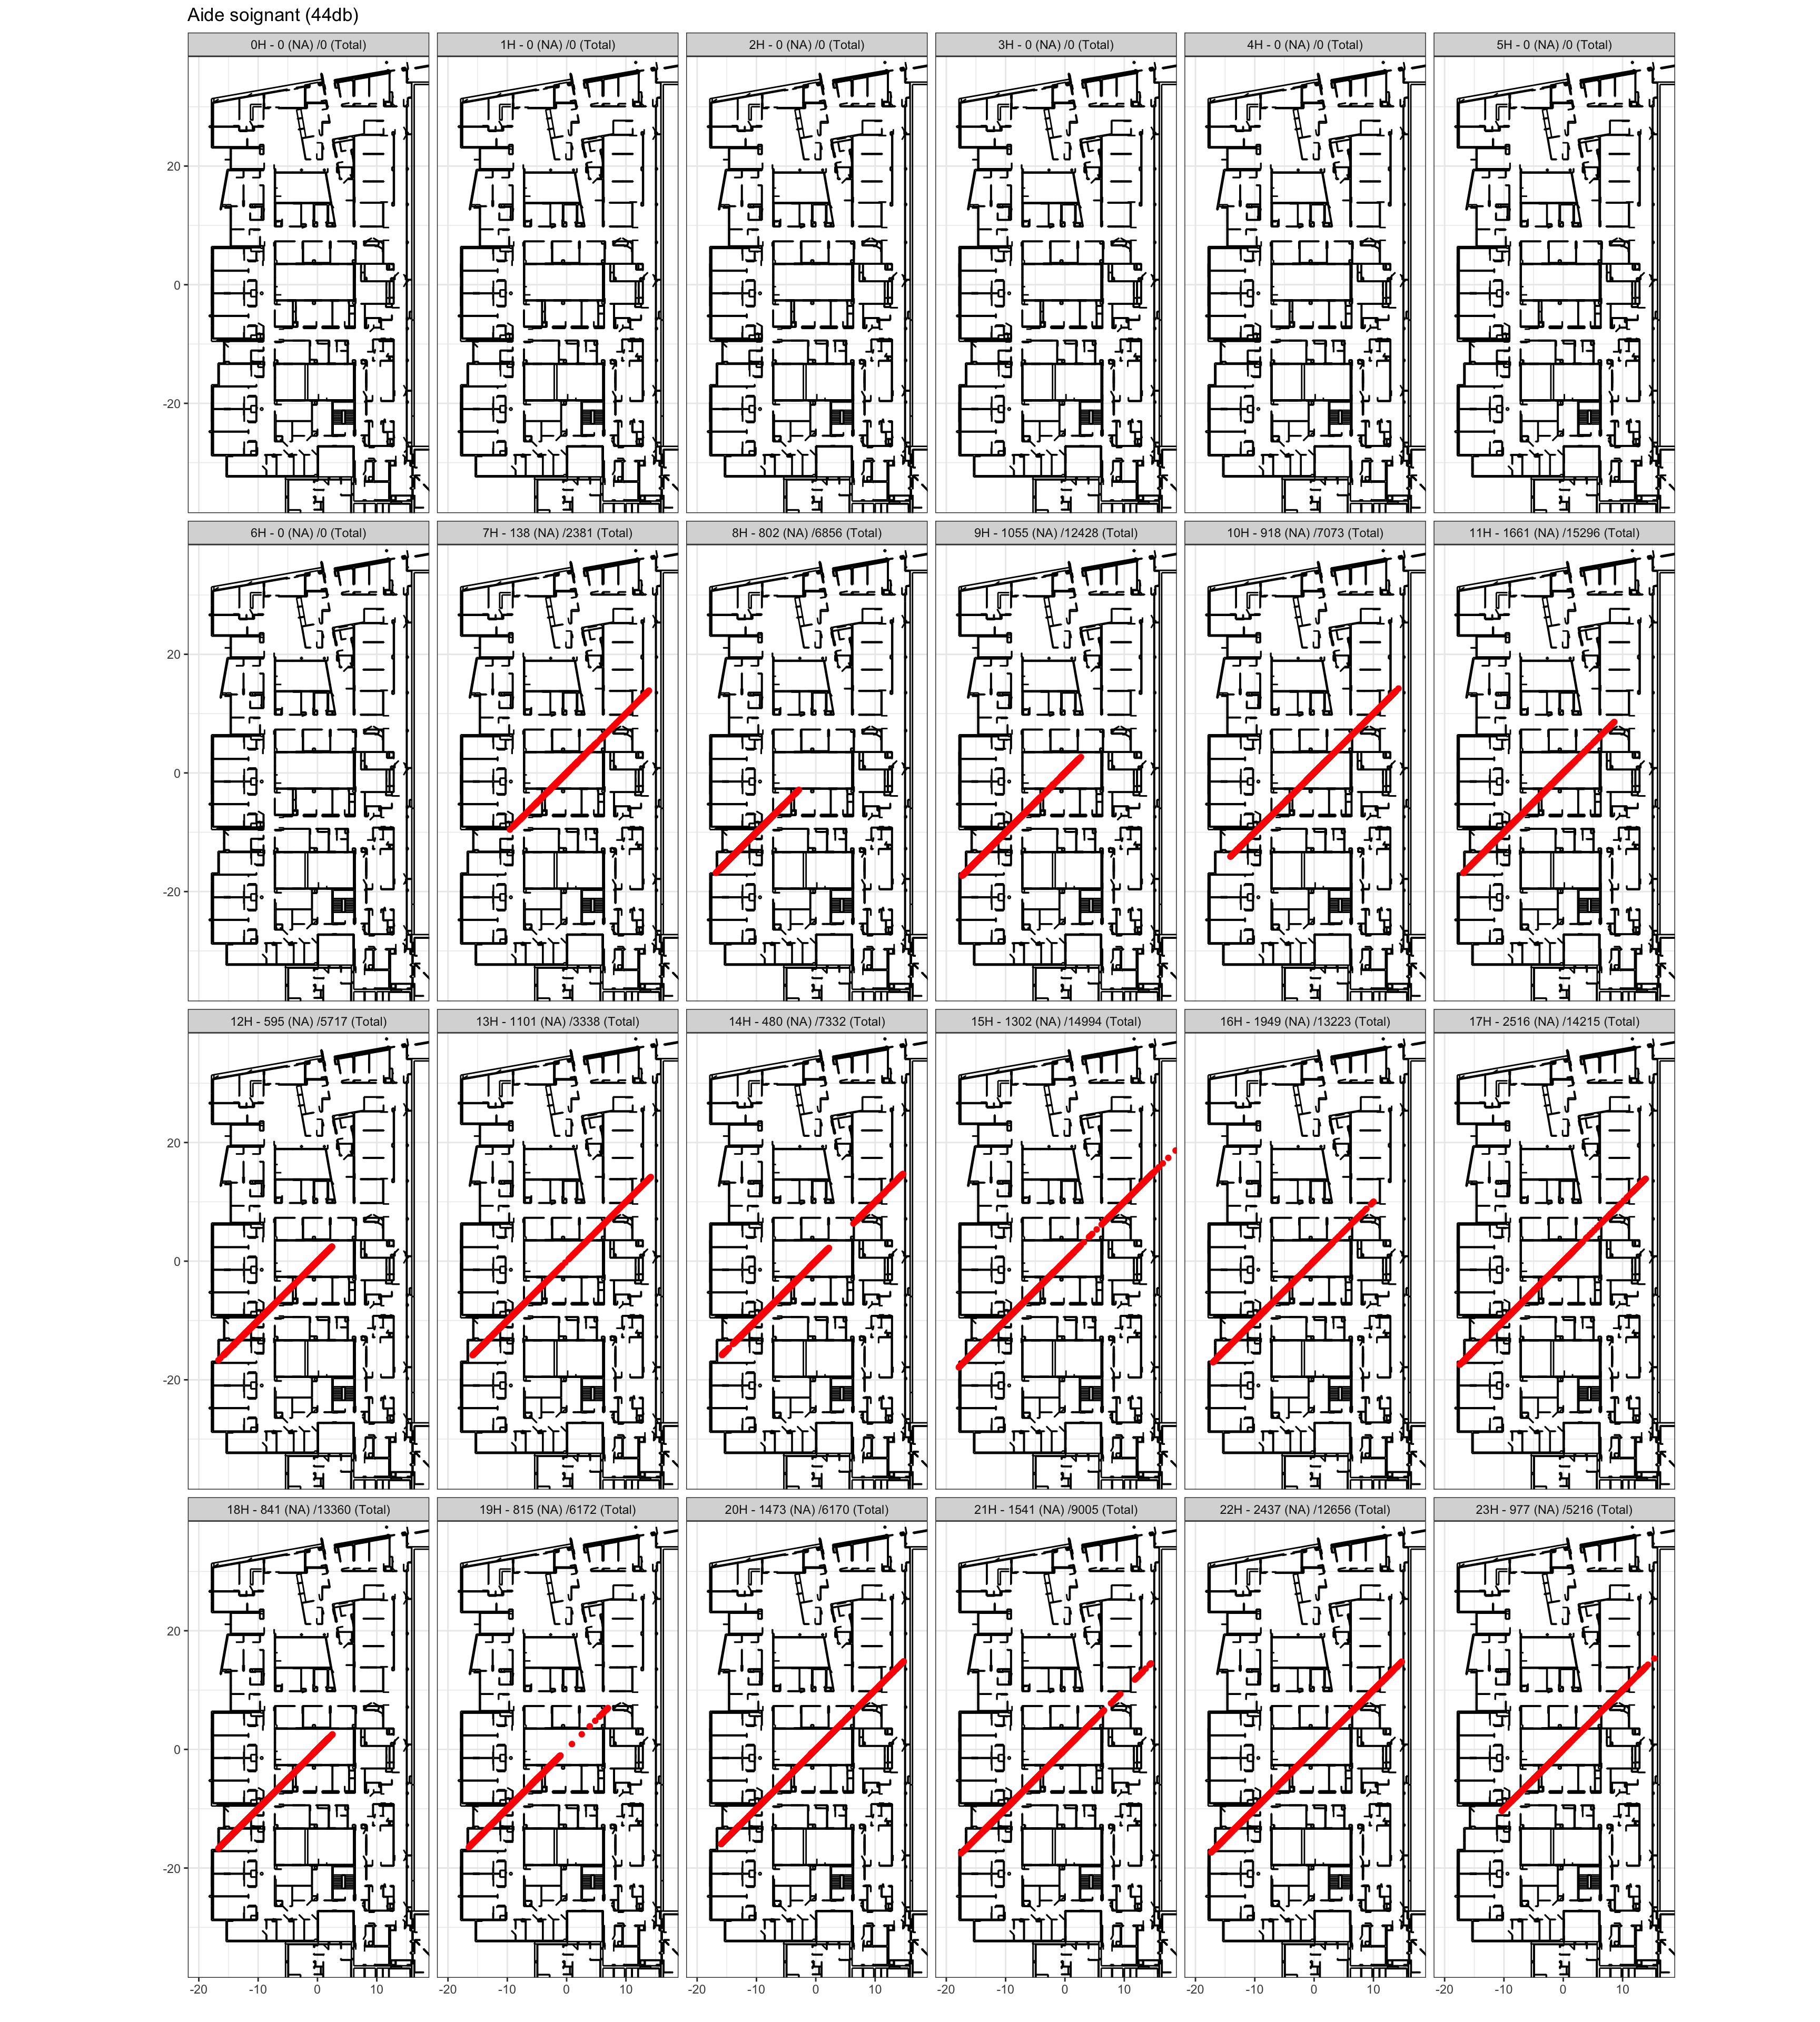 Aide soignant (44db)
0H - 0 (NA) /0 (Total) 1H - 0 (NA) /0 (Total) 2H - 0 (NA) /0 (Total) 3H - 0 (NA) /0 (Total) 4H - 0 (NA) /0 (Total) 5H - 0 (NA) /0 (Total)
20
0
-20
6H - 0 (NA) /0 (Total) 7H - 138 (NA) /2381 (Total) 8H - 802 (NA) /6856 (Total) 9H - 1055 (NA) /12428 (Total) 10H - 918 (NA) /7073 (Total) 11H - 1661 (NA) /15296 (Total)
20
0
-20
12H - 595 (NA) /5717 (Total) 13H - 1101 (NA) /3338 (Total) 14H - 480 (NA) /7332 (Total) 15H - 1302 (NA) /14994 (Total) 16H - 1949 (NA) /13223 (Total) 17H - 2516 (NA) /14215 (Total)
20
0
-20
18H - 841 (NA) /13360 (Total) 19H - 815 (NA) /6172 (Total) 20H - 1473 (NA) /6170 (Total) 21H - 1541 (NA) /9005 (Total) 22H - 2437 (NA) /12656 (Total) 23H - 977 (NA) /5216 (Total)
20
0
-20
-20 -10 0 10 -20 -10 0 10 -20 -10 0 10 -20 -10 0 10 -20 -10 0 10 -20 -10 0 10